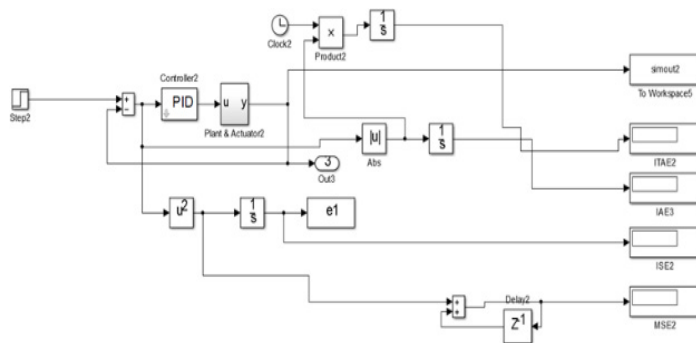 Clock2
×
Product2
1
s
simout2
To Workspace5
Step2
+
−
Controller2
PID
u y
Plant & Actuator2
|u|
Abs
1
s
3
Out3
ITAE2
IAE3
u2
1
s
e1
ISE2
+
+
Delay2
Z-1
MSE2